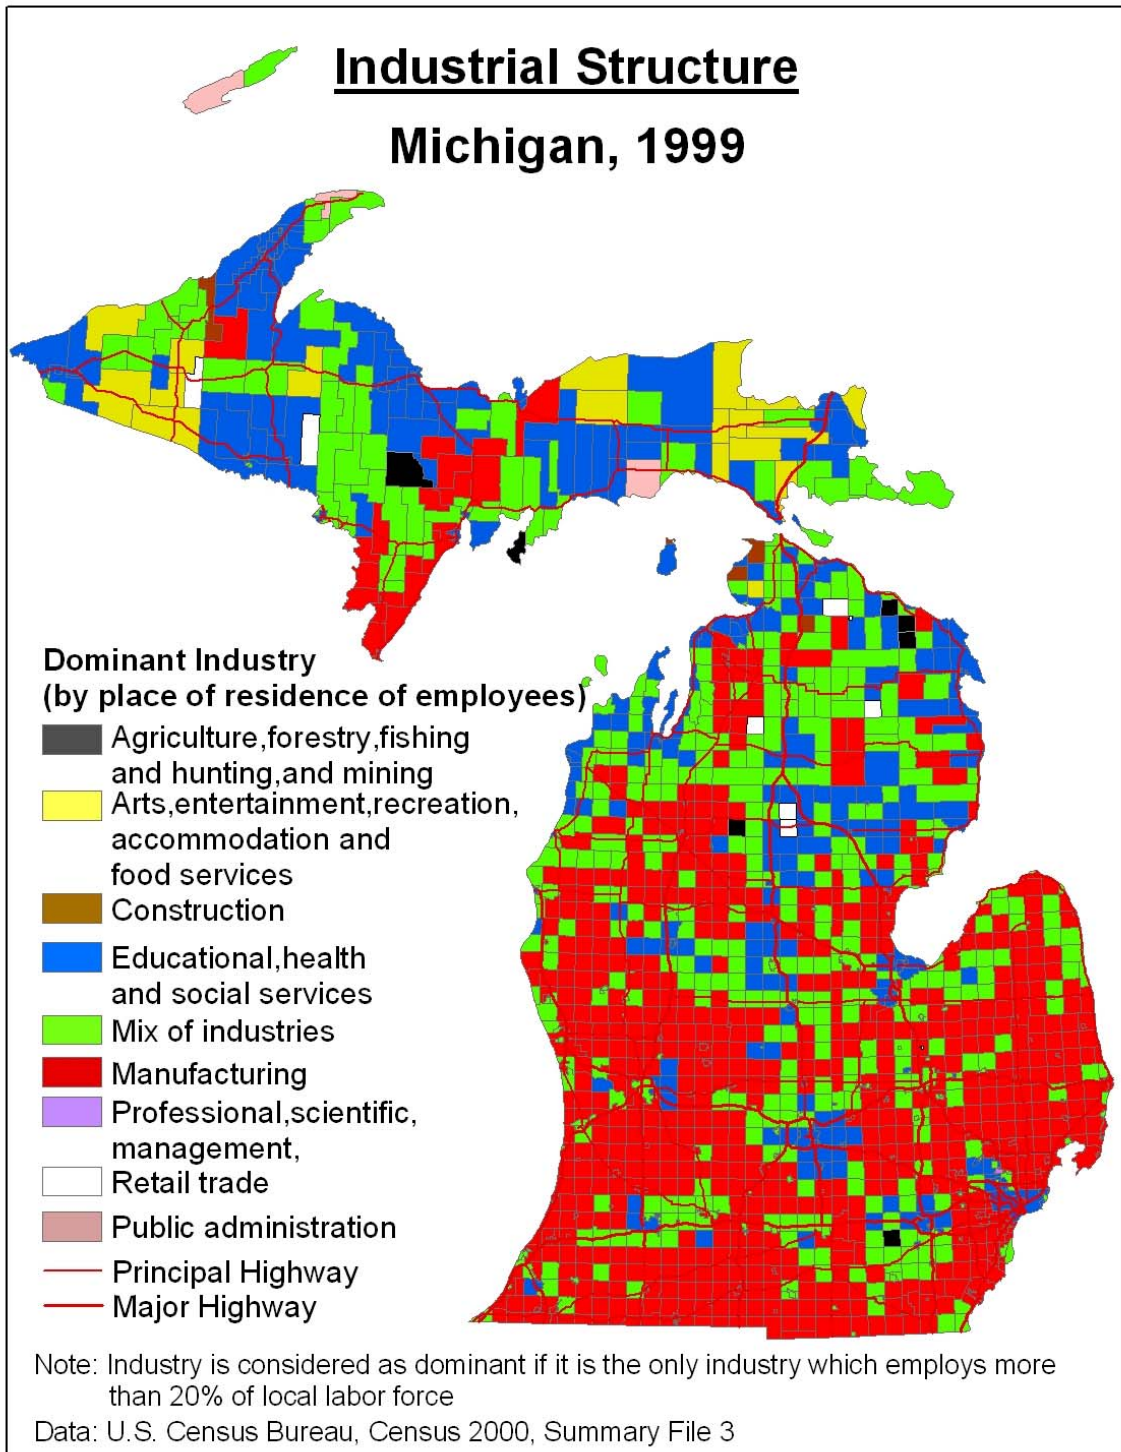 Industrial Structure
Michigan, 1999
Dominant Industry
(by place of residence of employees)
Agriculture,forestry,fishing
and hunting,and mining
Arts,entertainment,recreation,
accommodation and
food services
Construction
Educational,health
and social services
Mix of industries
Manufacturing
Professional,scientific,
management,
Retail trade
Public administration
Principal Highway
Major Highway
Note: Industry is considered as dominant if it is the only industry which employs more
than 20% of local labor force
Data: U.S. Census Bureau, Census 2000, Summary File 3